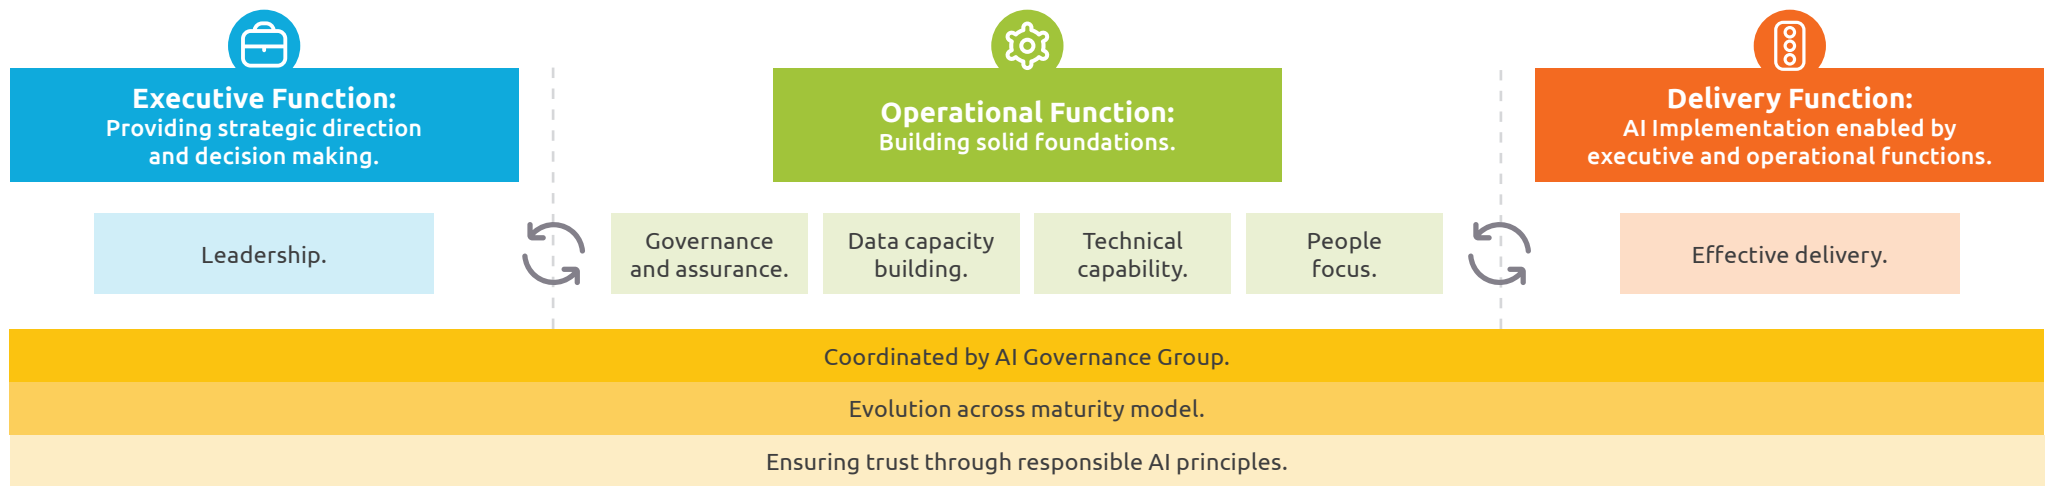 Executive Function:
Providing strategic direction
and decision making.
Operational Function:
Building solid foundations.
Delivery Function:
AI Implementation enabled by
executive and operational functions.
Leadership.
Governance
and assurance.
Data capacity
building.
Technical
capability.
People
focus.
Effective delivery.
Coordinated by AI Governance Group.
Evolution across maturity model.
Ensuring trust through responsible AI principles.